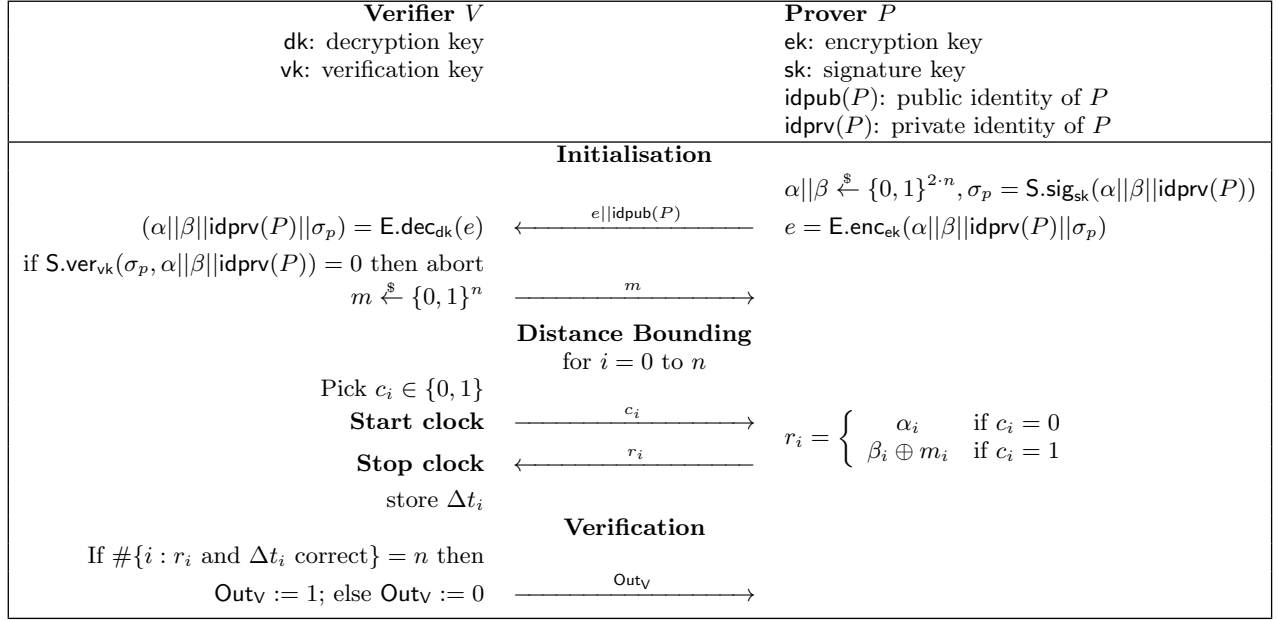 Verifier V Prover P
dk: decryption key ek: encryption key
vk: verification key sk: signature key
idpub(P): public identity of P
idprv(P): private identity of P
Initialisation
α||β ←$ {0, 1}^{2·n}, σ_p = S.sig_sk(α||β||idprv(P))
(α||β||idprv(P)||σ_p) = E.dec_dk(e) ← e||idpub(P) e = E.enc_ek(α||β||idprv(P)||σ_p)
if S.ver_vk(σ_p, α||β||idprv(P)) = 0 then abort
m ←$ {0, 1}^n m →
Distance Bounding
for i = 0 to n
Pick c_i ∈ {0, 1}
Start clock c_i →
r_i = { α_i if c_i = 0
β_i ⊕ m_i if c_i = 1
Stop clock ← r_i
store Δt_i
Verification
If #{i : r_i and Δt_i correct} = n then
Out_V := 1; else Out_V := 0 Out_V →